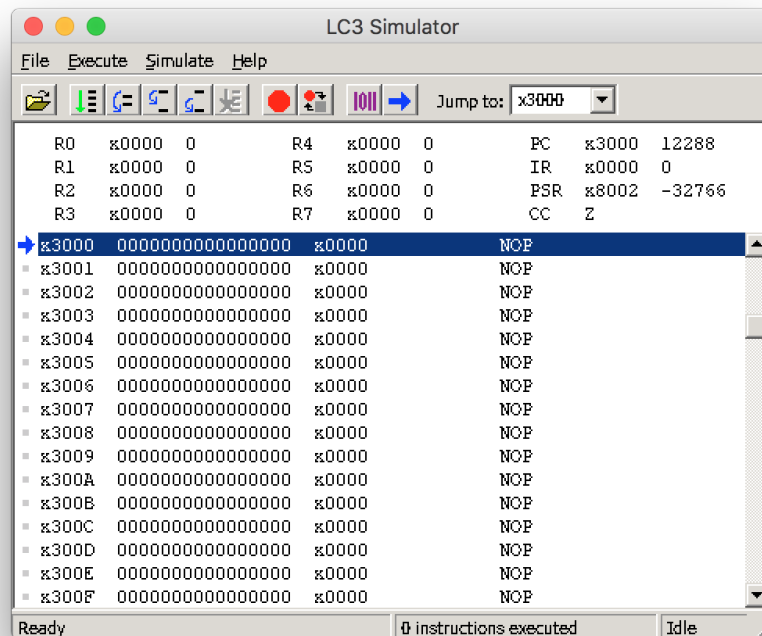 LC3 Simulator
File Execute Simulate Help
Jump to: x3000
R0 x0000 0 R4 x0000 0 PC x3000 12288
R1 x0000 0 R5 x0000 0 IR x0000 0
R2 x0000 0 R6 x0000 0 PSR x8002 -32766
R3 x0000 0 R7 x0000 0 CC Z
x3000 0000000000000000 x0000 NOP
x3001 0000000000000000 x0000 NOP
x3002 0000000000000000 x0000 NOP
x3003 0000000000000000 x0000 NOP
x3004 0000000000000000 x0000 NOP
x3005 0000000000000000 x0000 NOP
x3006 0000000000000000 x0000 NOP
x3007 0000000000000000 x0000 NOP
x3008 0000000000000000 x0000 NOP
x3009 0000000000000000 x0000 NOP
x300A 0000000000000000 x0000 NOP
x300B 0000000000000000 x0000 NOP
x300C 0000000000000000 x0000 NOP
x300D 0000000000000000 x0000 NOP
x300E 0000000000000000 x0000 NOP
x300F 0000000000000000 x0000 NOP
Ready 0 instructions executed Idle